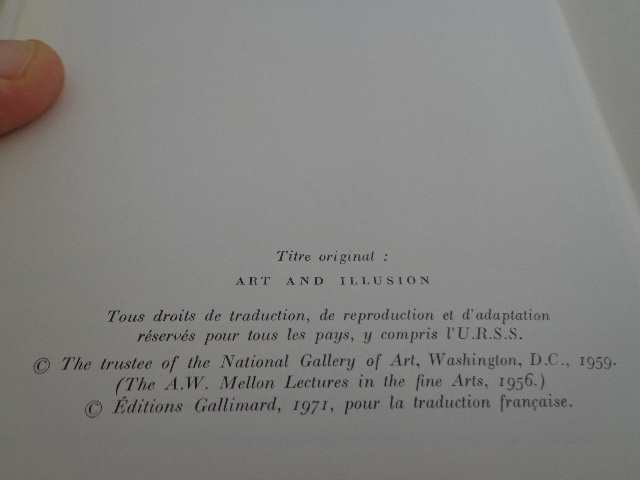 Titre original :
ART AND ILLUSION
Tous droits de traduction, de reproduction et d'adaptation
réservés pour tous les pays, y compris l'U.R.S.S.
© The trustee of the National Gallery of Art, Washington, D.C., 1959.
(The A.W. Mellon Lectures in the fine Arts, 1956.)
© Éditions Gallimard, 1971, pour la traduction française.